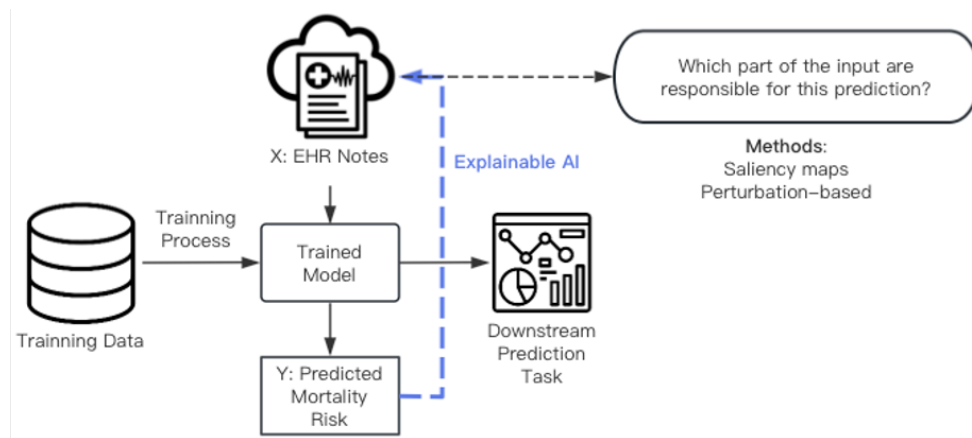 Which part of the input are
responsible for this prediction?
X: EHR Notes
Explainable AI
Methods:
Saliency maps
Perturbation-based
Trainning
Process
Trained
Model
Trainning Data
Downstream
Prediction
Task
Y: Predicted
Mortality
Risk